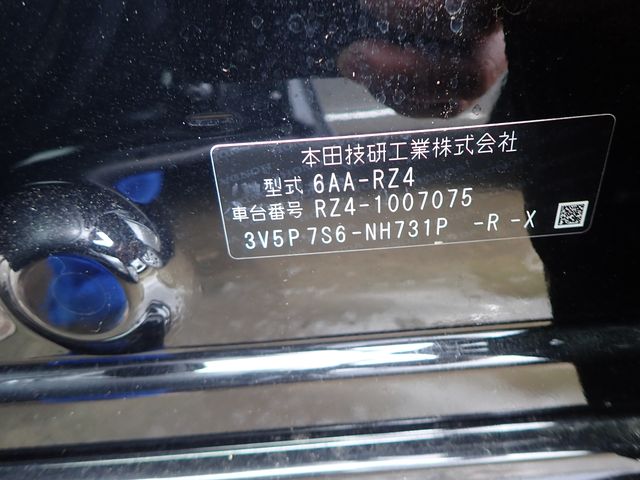 本田技研工業株式会社
型式 6AA-RZ4
車台番号 RZ4-1007075
3V5P 7S6-NH731P -R -X